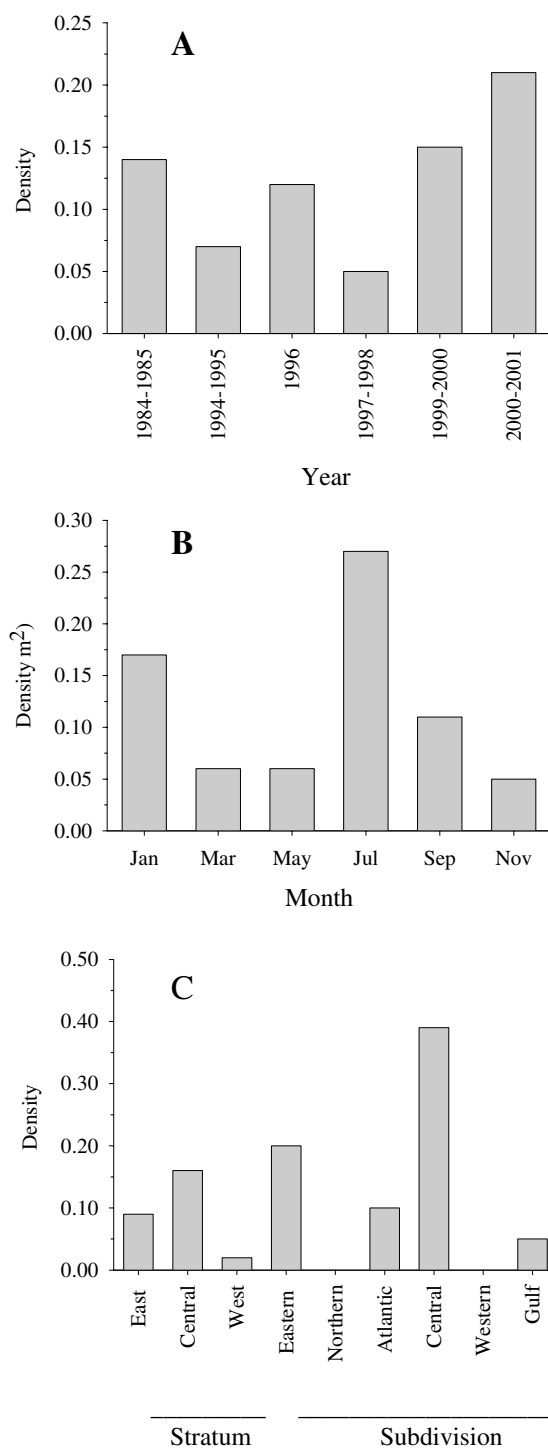 A
0.25
0.20
0.15
0.10
0.05
0.00
Density
1984-1985
1994-1995
1996
1997-1998
1999-2000
2000-2001
Year
B
0.30
0.25
0.20
0.15
0.10
0.05
0.00
Density m²)
Jan Mar May Jul Sep Nov
Month
C
0.50
0.40
0.30
0.20
0.10
0.00
Density
East
Central
West
Eastern
Northern
Atlantic
Central
Western
Gulf
Stratum Subdivision